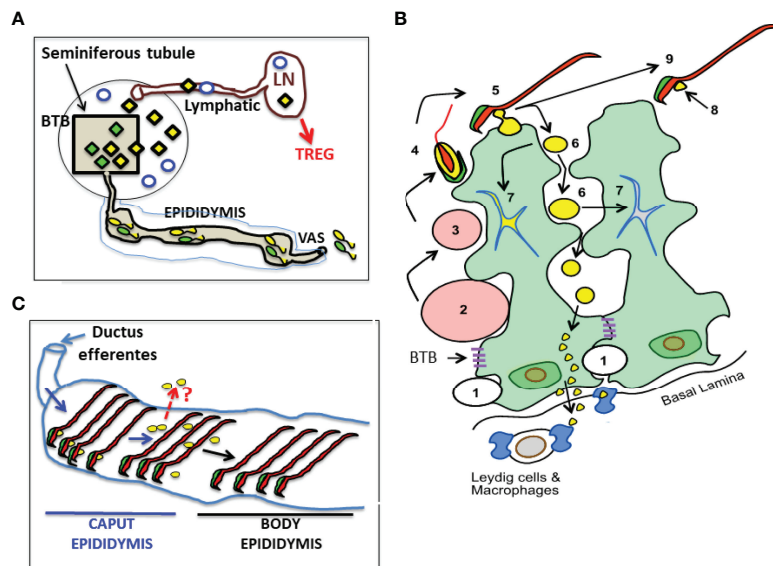 A
Seminiferous tubule
LN
BTB
Lymphatic
TREG
EPIDIDYMIS
VAS
B
9
5
8
4
6
7
6
7
3
2
BTB
1
1
Basal Lamina
Leydig cells &
Macrophages
C
Ductus
efferentes
?
CAPUT
EPIDIDYMIS
BODY
EPIDIDYMIS